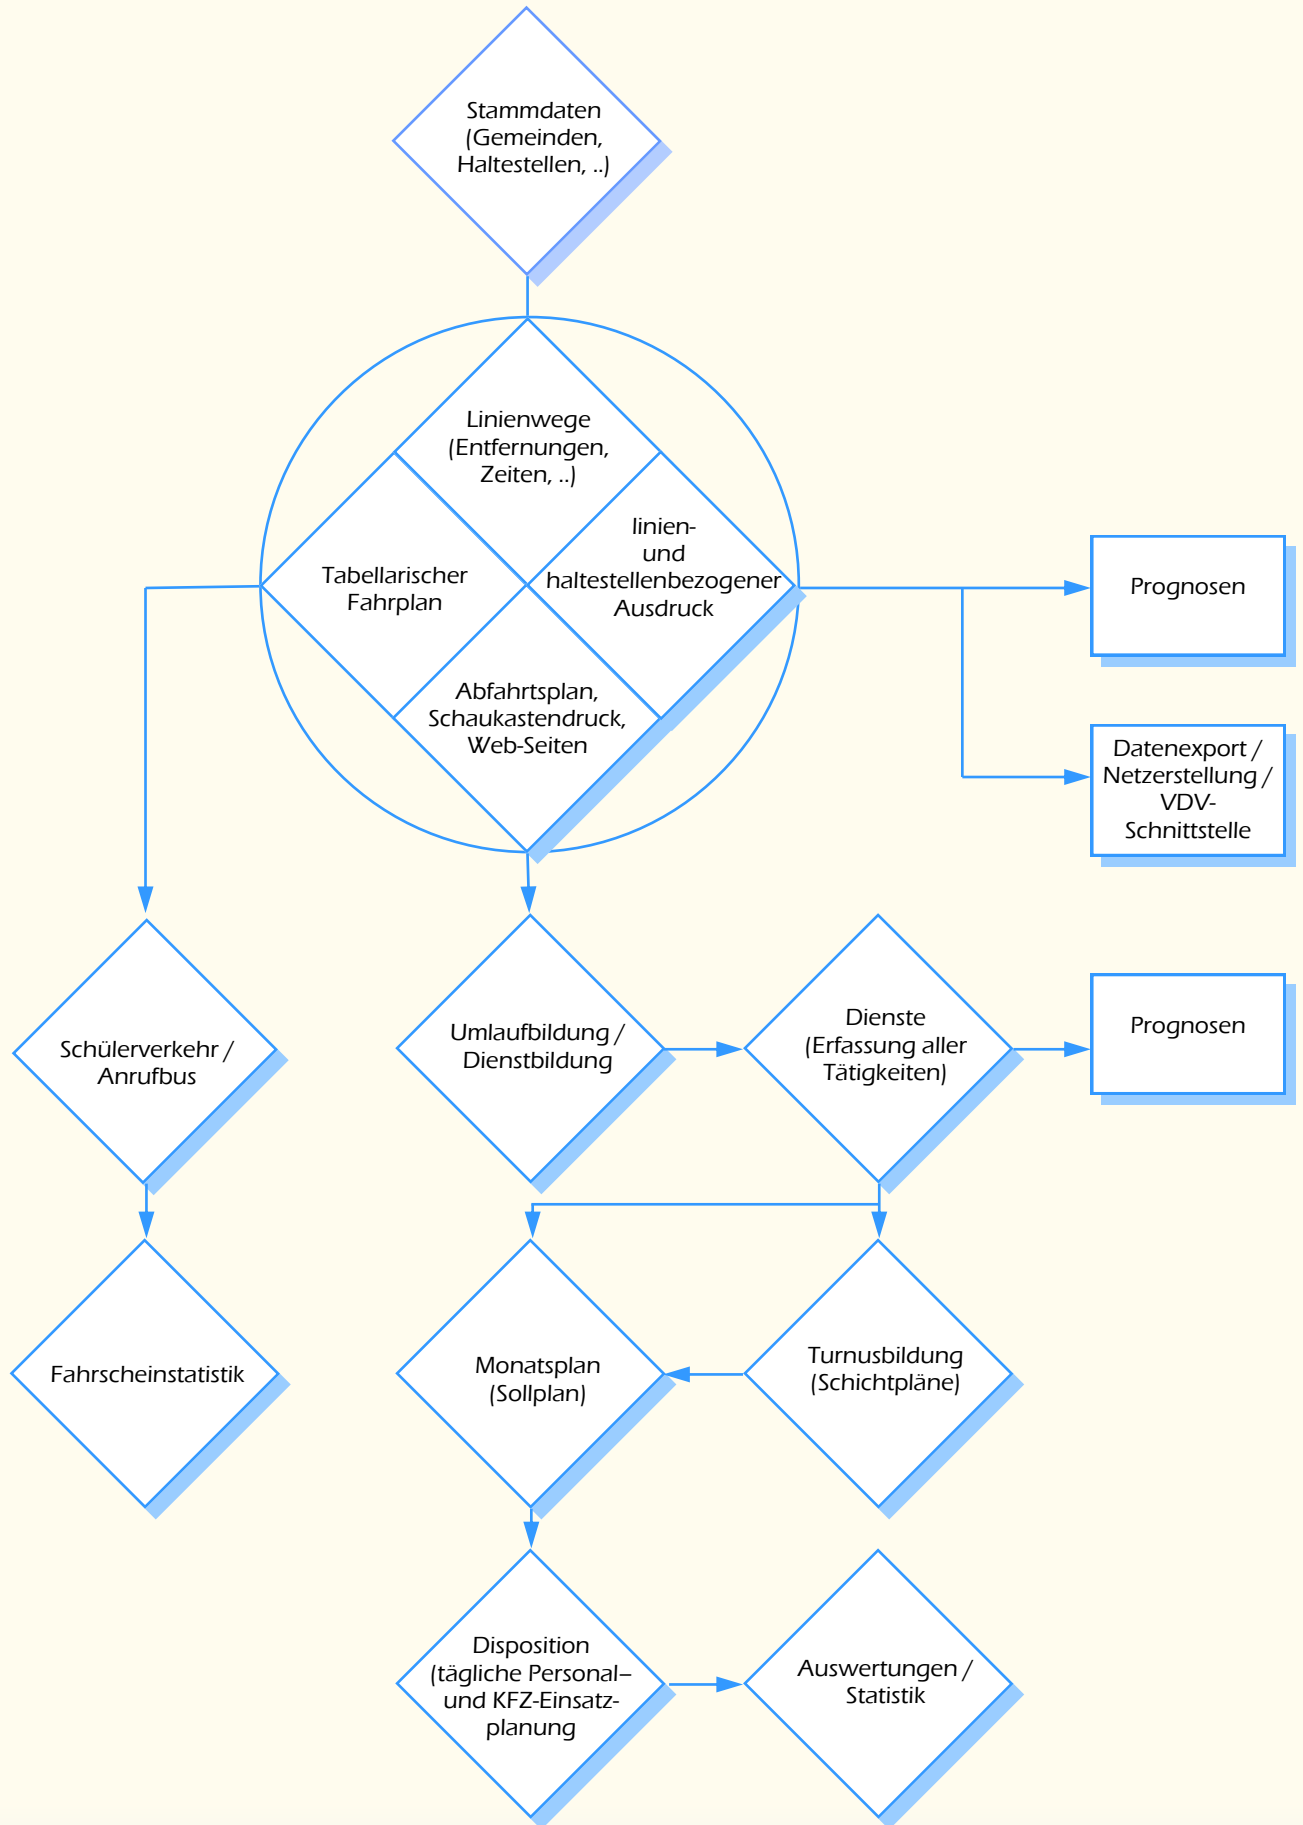 Stammdaten
(Gemeinden,
Haltestellen, ..)
Linienwege
(Entfernungen,
Zeiten, ..)
Tabellarischer
Fahrplan
linien-
und
haltestellenbezogener
Ausdruck
Abfahrtsplan,
Schaukastendruck,
Web-Seiten
Prognosen
Datenexport /
Netzerstellung /
VDV-
Schnittstelle
Schülerverkehr /
Anrufbus
Umlaufbildung /
Dienstbildung
Dienste
(Erfassung aller
Tätigkeiten)
Prognosen
Fahrscheinstatistik
Monatsplan
(Sollplan)
Turnusbildung
(Schichtpläne)
Disposition
(tägliche Personal–
und KFZ-Einsatz-
planung
Auswertungen /
Statistik